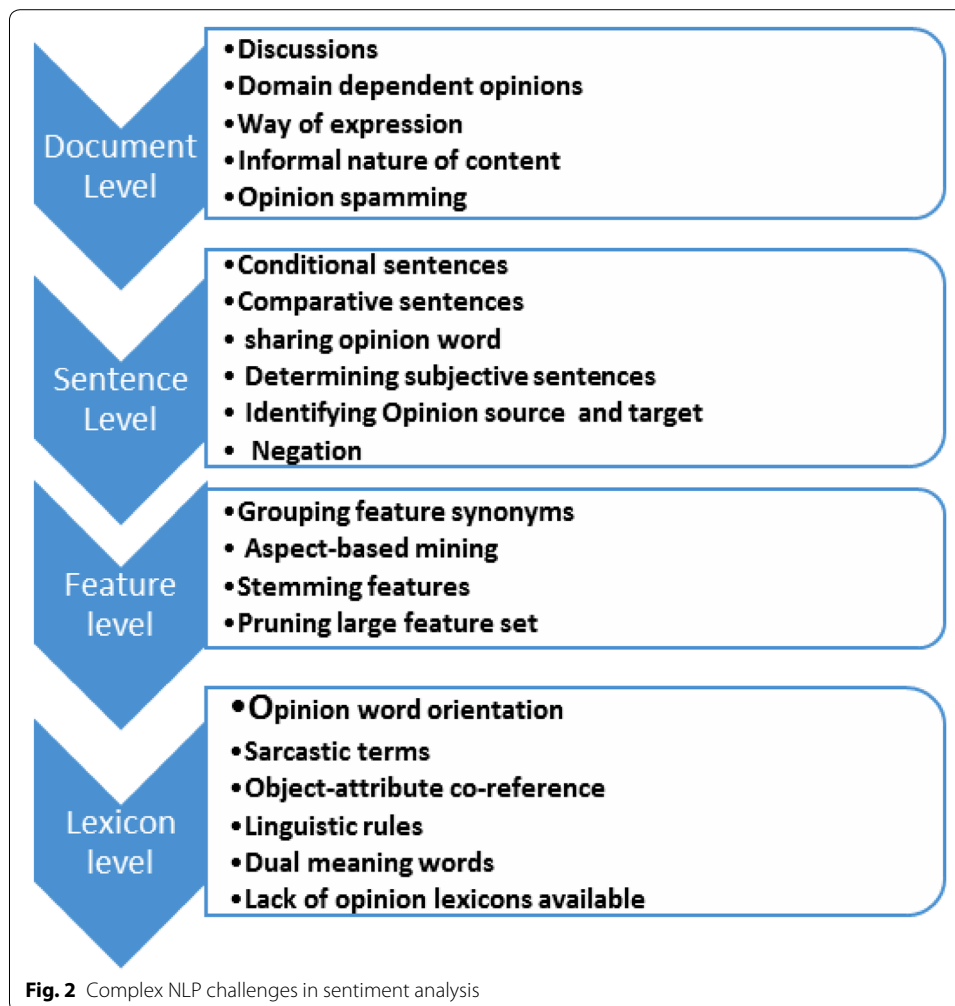 Document
Level
•Discussions
•Domain dependent opinions
•Way of expression
•Informal nature of content
•Opinion spamming
Sentence
Level
•Conditional sentences
•Comparative sentences
• sharing opinion word
• Determining subjective sentences
• Identifying Opinion source and target
• Negation
Feature
level
•Grouping feature synonyms
• Aspect-based mining
•Stemming features
•Pruning large feature set
Lexicon
level
•Opinion word orientation
•Sarcastic terms
•Object-attribute co-reference
•Linguistic rules
•Dual meaning words
•Lack of opinion lexicons available
Fig. 2 Complex NLP challenges in sentiment analysis